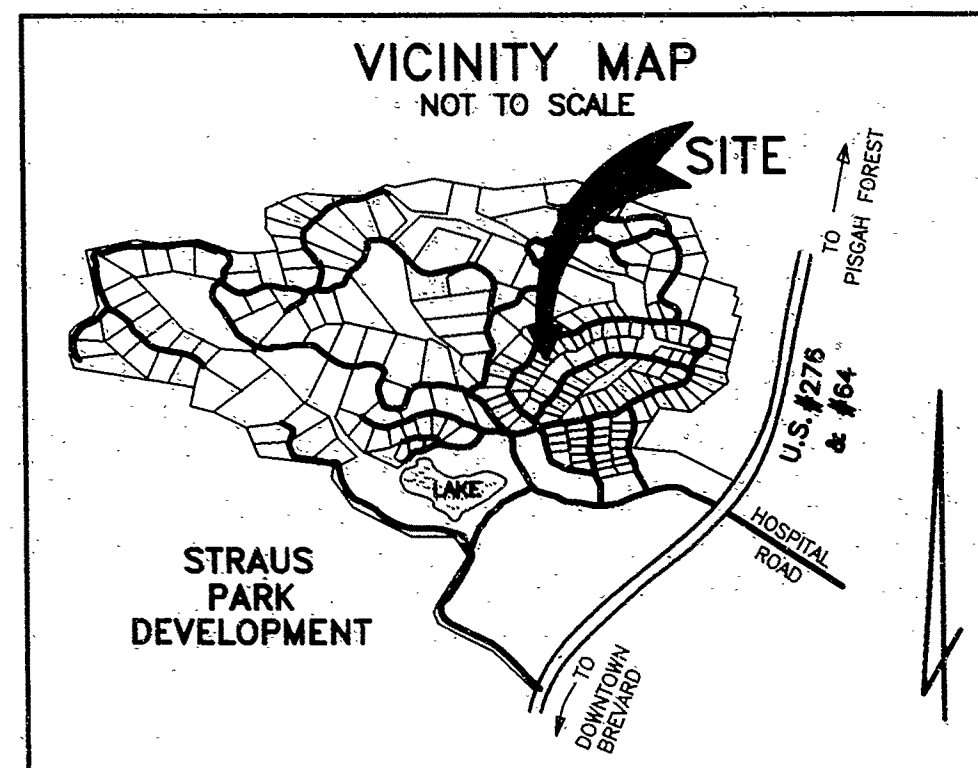 VICINITY MAP
NOT TO SCALE
SITE
TO
PISGAH FOREST
U.S. #276
& #64
LAKE
HOSPITAL
ROAD
STRAUS
PARK
DEVELOPMENT
TO
DOWNTOWN
BREVARD